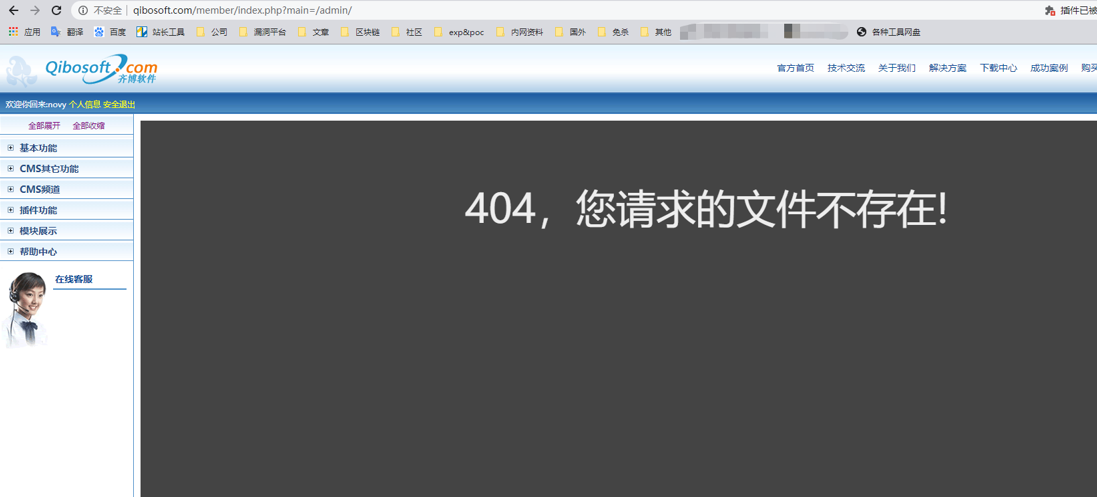 不安全 | qibosoft.com/member/index.php?main=/admin/ 插件已被
应用 翻译 百度 站长工具 公司 漏洞平台 文章 区块链 社区 exp&poc 内网资料 国外 免杀 其他 各种工具网盘
Qibosoft.com
齐博软件
官方首页 技术交流 关于我们 解决方案 下载中心 成功案例 购买
欢迎你回来:novy 个人信息 安全退出
全部展开 全部收缩
基本功能
CMS其它功能
CMS频道
插件功能
模块展示
帮助中心
在线客服
404，您请求的文件不存在!